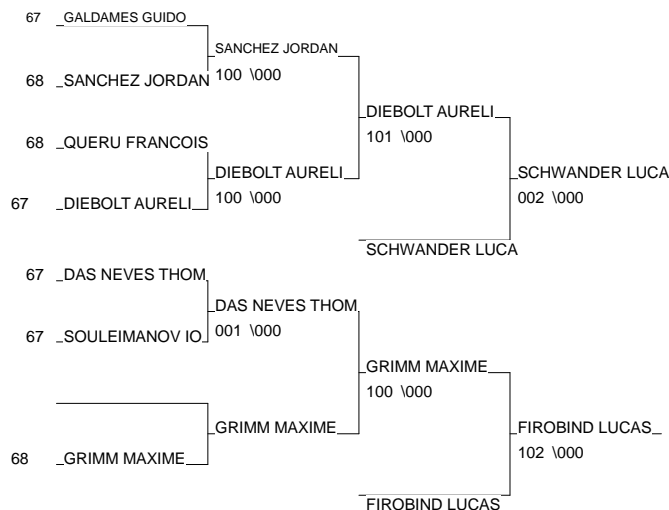 67 GALDAMES GUIDO
SANCHEZ JORDAN
100 \000
68 SANCHEZ JORDAN
DIEBOLT AURELI
101 \000
68 QUERU FRANCOIS
DIEBOLT AURELI
100 \000
SCHWANDER LUCA
002 \000
67 DIEBOLT AURELI
SCHWANDER LUCA
67 DAS NEVES THOM
DAS NEVES THOM
001 \000
67 SOULEIMANOV IO
GRIMM MAXIME
100 \000
GRIMM MAXIME
FIROBIND LUCAS
102 \000
68 GRIMM MAXIME
FIROBIND LUCAS